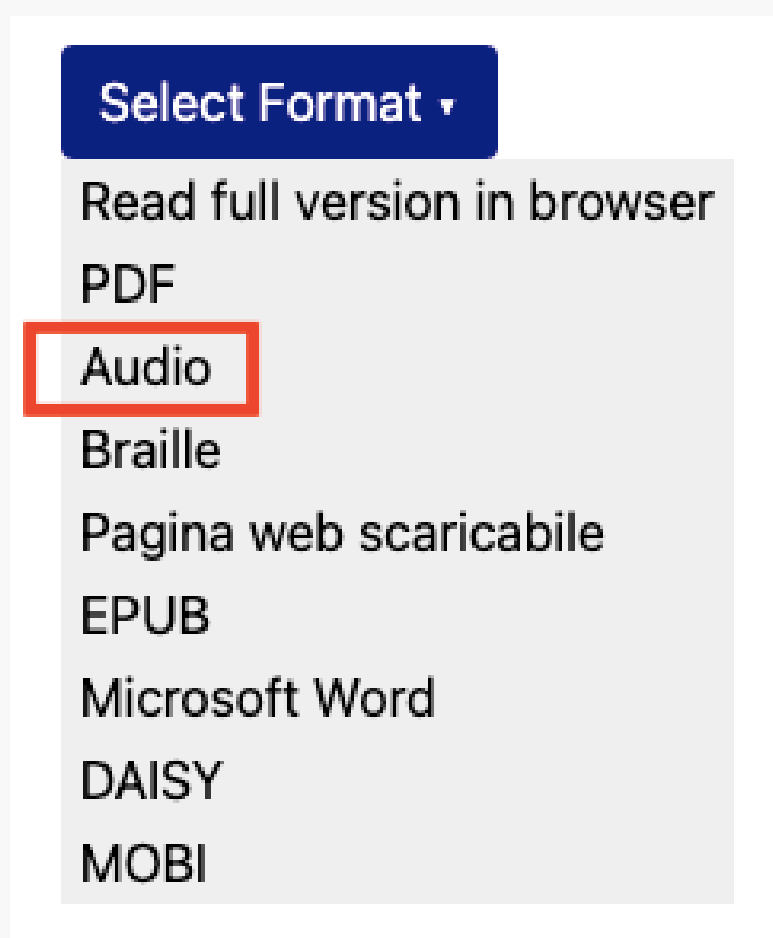 Select Format ▾
Read full version in browser
PDF
Audio
Braille
Pagina web scaricabile
EPUB
Microsoft Word
DAISY
MOBI